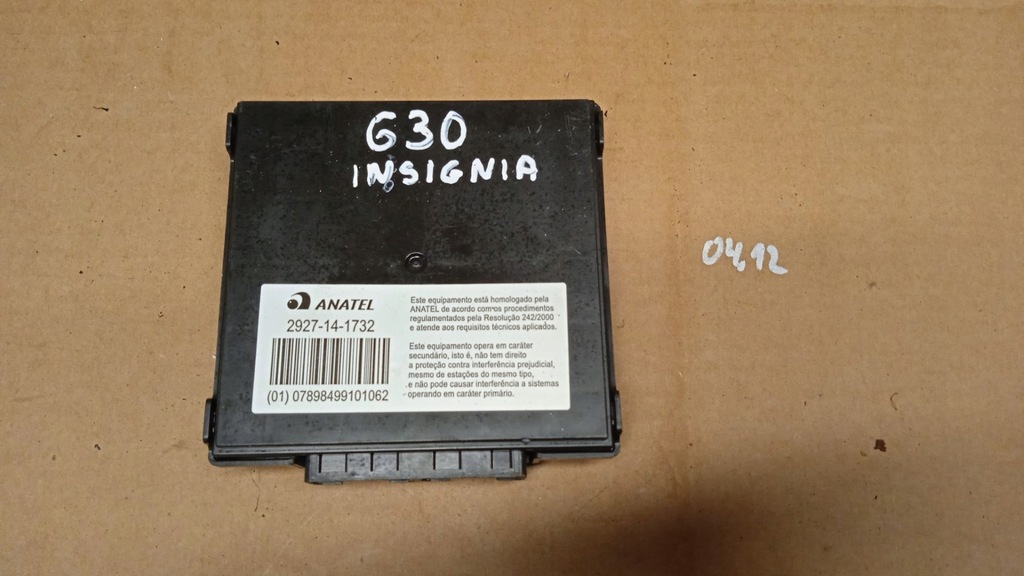 G30
INSIGNIA
04,12
ANATEL
2927-14-1732
(01) 07898499101062
Este equipamento está homologado pela
ANATEL de acordo com os procedimentos
regulamentados pela Resolução 242/2000
e atende aos requisitos técnicos aplicados.
Este equipamento opera em caráter
secundário, isto é, não tem direito
a proteção contra interferência prejudicial,
mesmo de estações do mesmo tipo,
e não pode causar interferência a sistemas
operando em caráter primário.